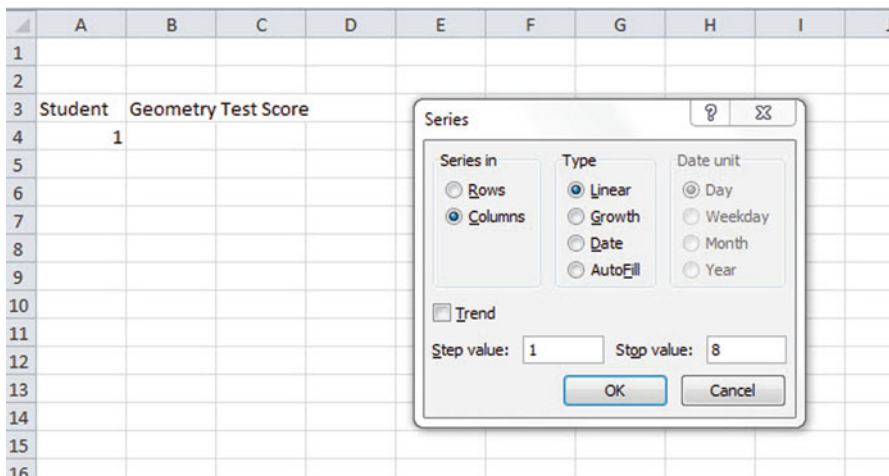 A B C D E F G H I
1
2
3 Student Geometry Test Score
4 1
5
6
7
8
9
10
11
12
13
14
15
16
Series
Series in Type Date unit
Rows Linear Day
Columns Growth Weekday
Date Month
AutoFill Year
Trend
Step value: 1 Stop value: 8
OK Cancel